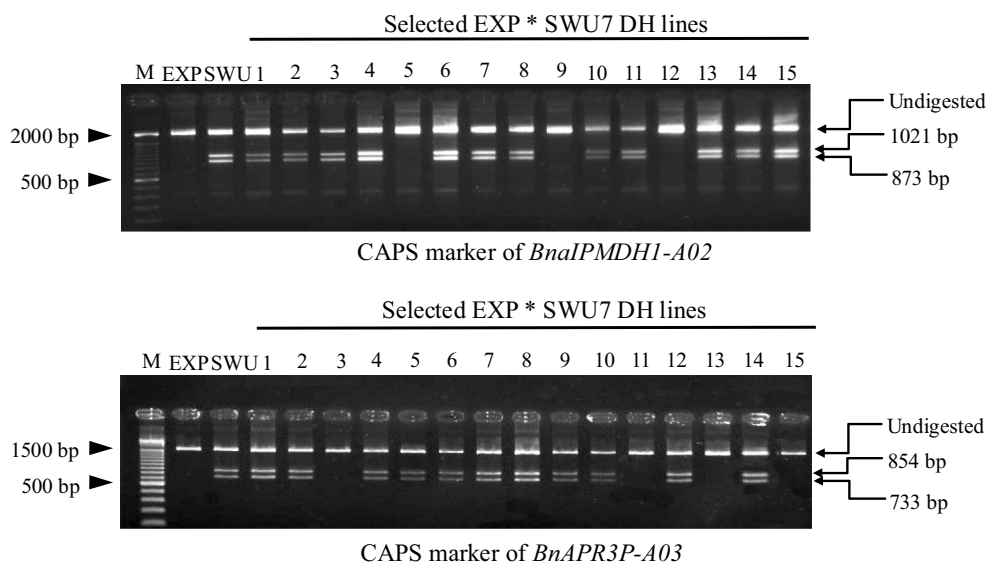 Selected EXP * SWU7 DH lines
M EXP SWU 1 2 3 4 5 6 7 8 9 10 11 12 13 14 15
2000 bp
500 bp
Undigested
1021 bp
873 bp
CAPS marker of BnaIPMDH1-A02
Selected EXP * SWU7 DH lines
M EXP SWU 1 2 3 4 5 6 7 8 9 10 11 12 13 14 15
1500 bp
500 bp
Undigested
854 bp
733 bp
CAPS marker of BnAPR3P-A03